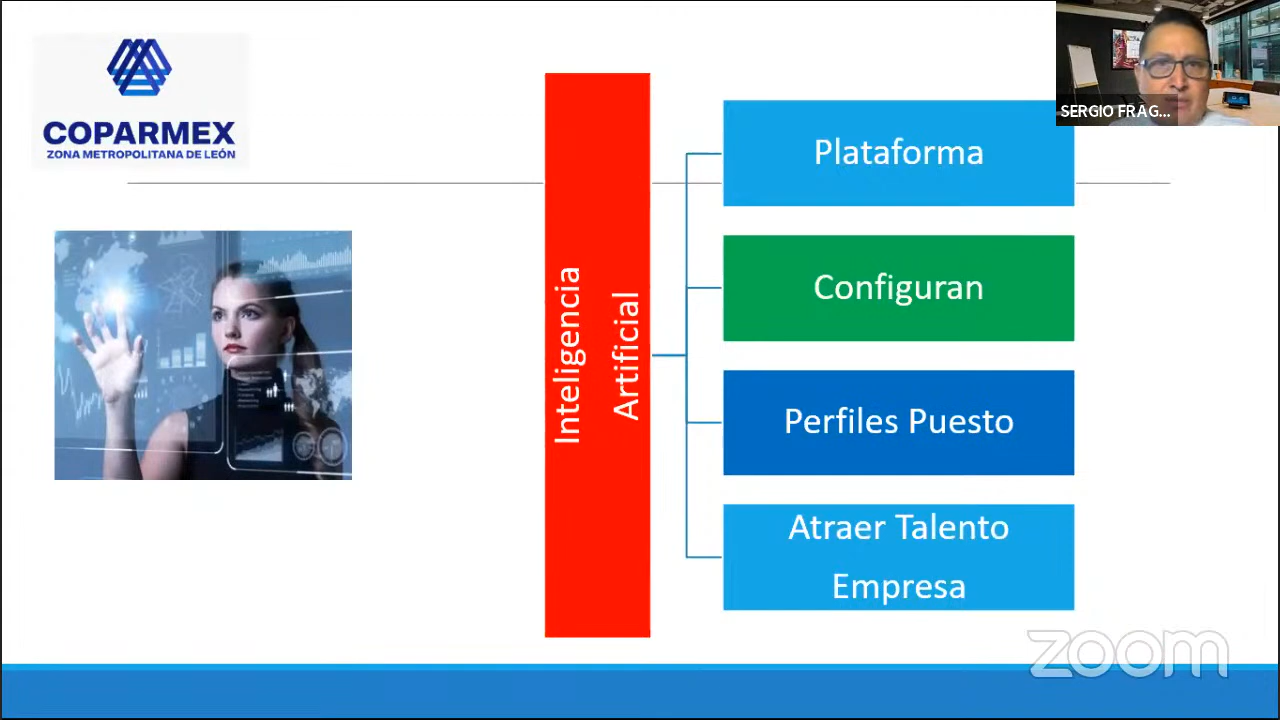 COPARMEX
ZONA METROPOLITANA DE LEÓN
SERGIO FRAG...
Inteligencia
Artificial
Plataforma
Configuran
Perfiles Puesto
Atraer Talento
Empresa
zoom